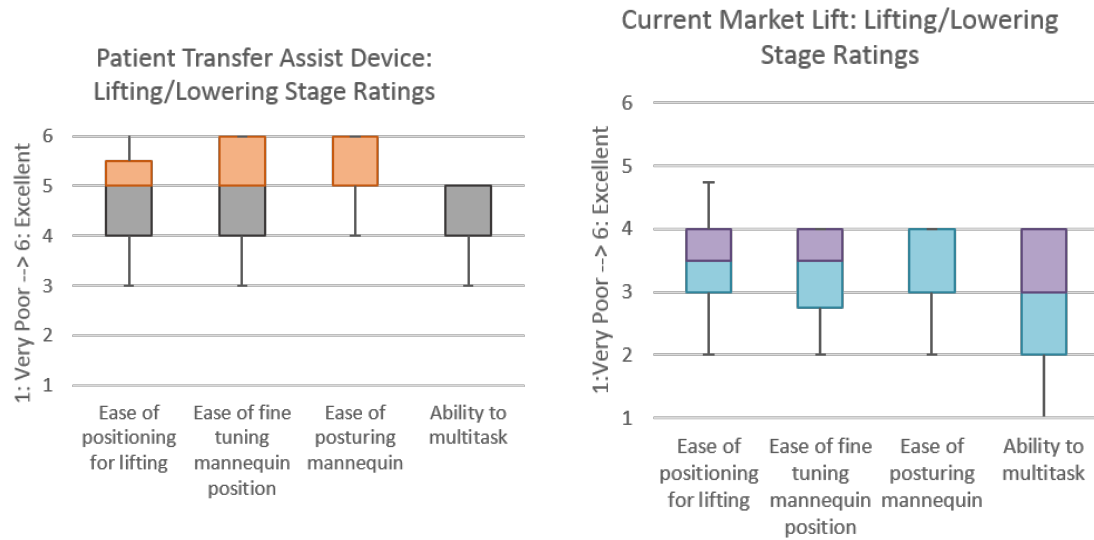 Patient Transfer Assist Device:
Lifting/Lowering Stage Ratings
1: Very Poor --> 6: Excellent
6
5
4
3
2
1
Ease of
positioning
for lifting
Ease of fine
tuning
mannequin
position
Ease of
posturing
mannequin
Ability to
multitask
Current Market Lift: Lifting/Lowering
Stage Ratings
1:Very Poor --> 6: Excellent
6
5
4
3
2
1
Ease of
positioning
for lifting
Ease of fine
tuning
mannequin
position
Ease of
posturing
mannequin
Ability to
multitask